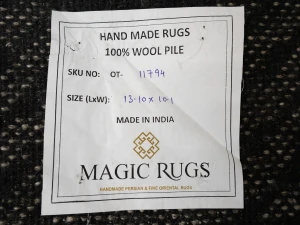 HAND MADE RUGS
100% WOOL PILE
SKU NO: OT- 11794
SIZE (LxW): 13-10 x 10-1
MADE IN INDIA
MAGIC RUGS
HANDMADE PERSIAN & FINE ORIENTAL RUGS